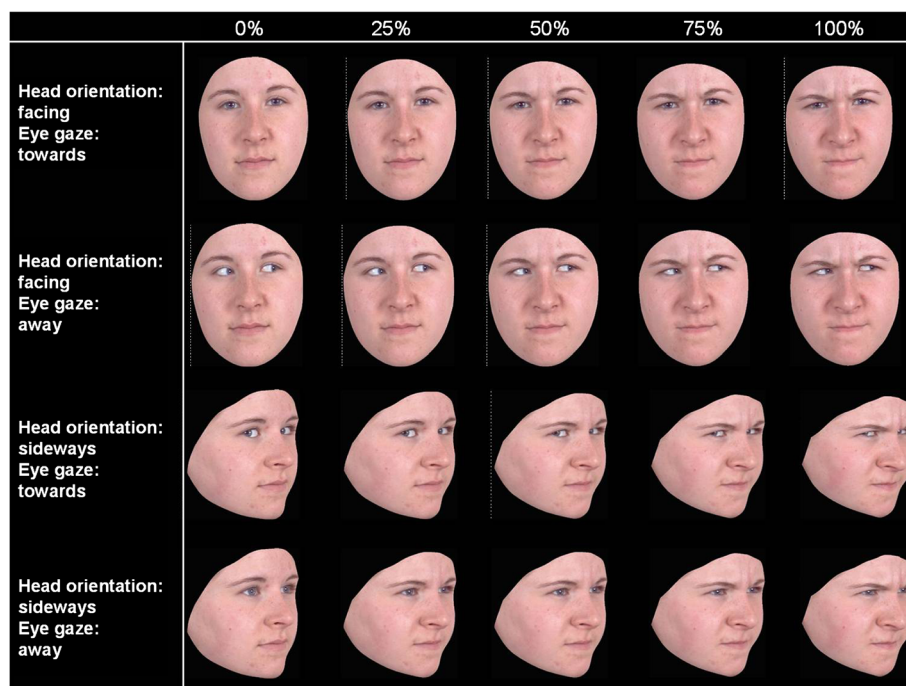 0% 25% 50% 75% 100%
Head orientation:
facing
Eye gaze:
towards
Head orientation:
facing
Eye gaze:
away
Head orientation:
sideways
Eye gaze:
towards
Head orientation:
sideways
Eye gaze:
away